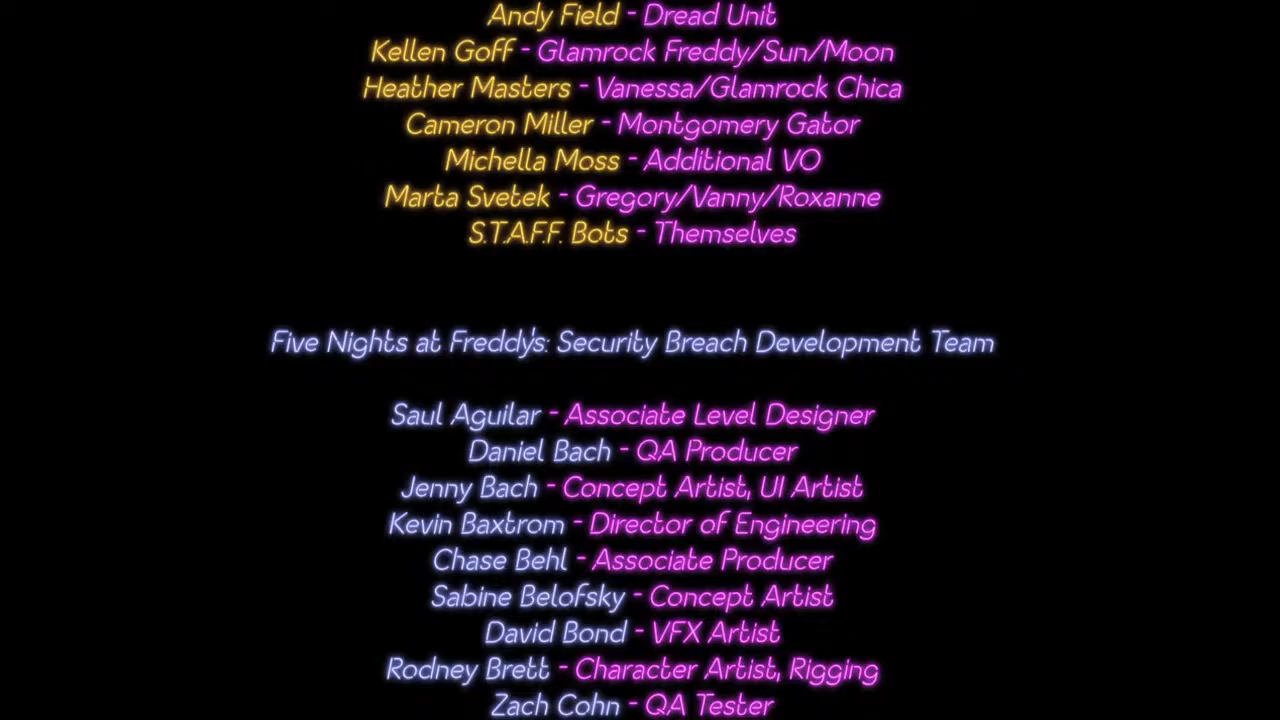 Andy Field - Dread Unit
Kellen Goff - Glamrock Freddy/Sun/Moon
Heather Masters - Vanessa/Glamrock Chica
Cameron Miller - Montgomery Gator
Michella Moss - Additional VO
Marta Svetek - Gregory/Vanny/Roxanne
S.T.A.F.F. Bots - Themselves
Five Nights at Freddy's: Security Breach Development Team
Saul Aguilar - Associate Level Designer
Daniel Bach - QA Producer
Jenny Bach - Concept Artist, UI Artist
Kevin Baxtrom - Director of Engineering
Chase Behl - Associate Producer
Sabine Belofsky - Concept Artist
David Bond - VFX Artist
Rodney Brett - Character Artist, Rigging
Zach Cohn - QA Tester